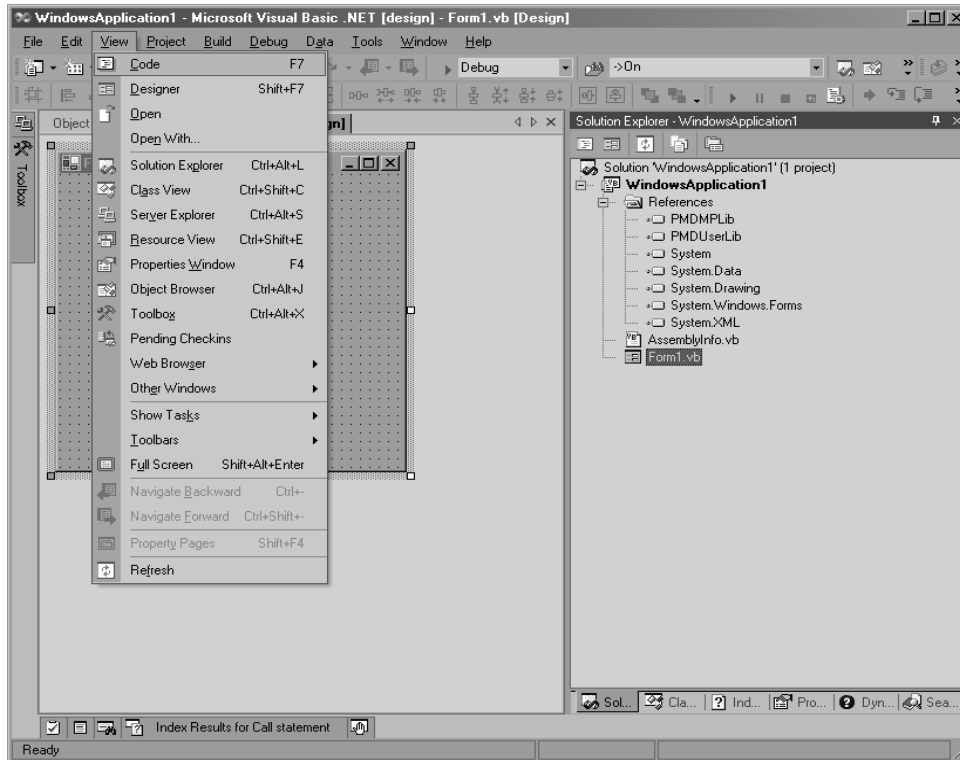 WindowsApplication1 - Microsoft Visual Basic .NET [design] - Form1.vb [Design]
File Edit View Project Build Debug Data Tools Window Help
Debug ->On
Object
gn]
Toolbox
Code F7
Designer Shift+F7
Open
Open With...
Solution Explorer Ctrl+Alt+L
Class View Ctrl+Shift+C
Server Explorer Ctrl+Alt+S
Resource View Ctrl+Shift+E
Properties Window F4
Object Browser Ctrl+Alt+J
Toolbox Ctrl+Alt+X
Pending Checkins
Web Browser
Other Windows
Show Tasks
Toolbars
Full Screen Shift+Alt+Enter
Navigate Backward Ctrl+-
Navigate Forward Ctrl+Shift+-
Property Pages Shift+F4
Refresh
Solution Explorer - WindowsApplication1
Solution 'WindowsApplication1' (1 project)
WindowsApplication1
References
PMDMPLib
PMDUserLib
System
System.Data
System.Drawing
System.Windows.Forms
System.XML
AssemblyInfo.vb
Form1.vb
Sol... Cla... Ind... Pro... Dyn... Sea...
Index Results for Call statement
Ready